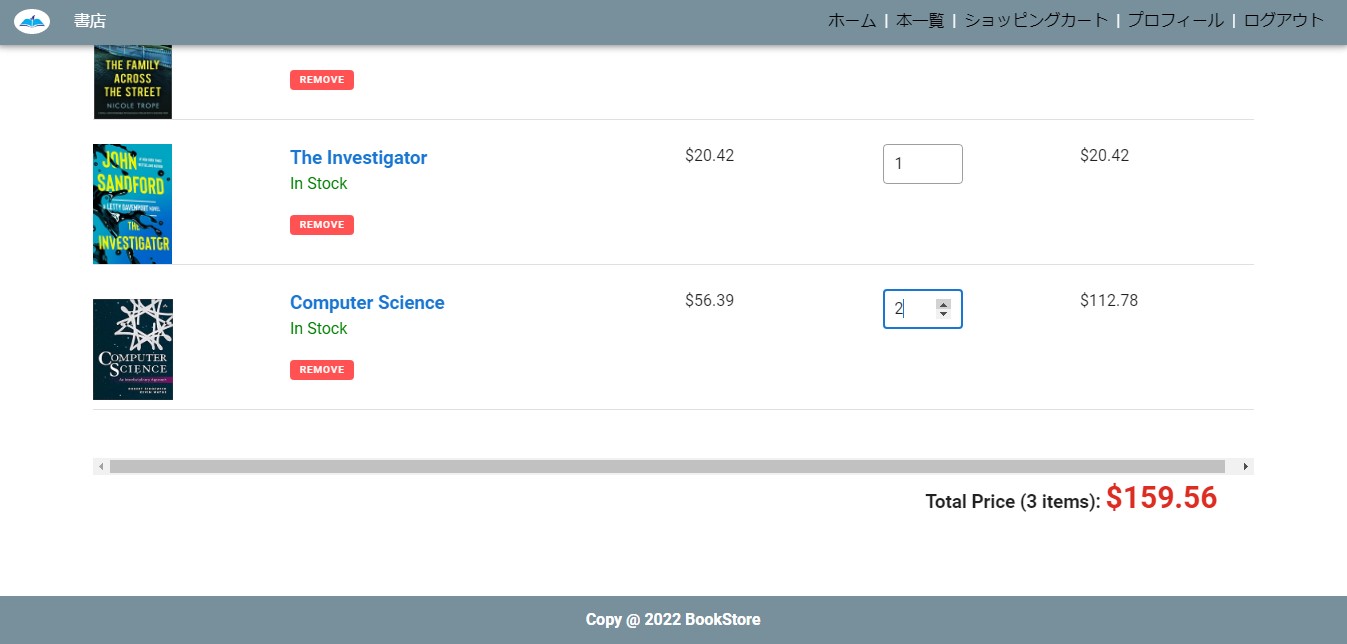 書店
ホーム | 本一覧 | ショッピングカート | プロフィール | ログアウト
THE FAMILY
ACROSS
THE STREET
NICOLE TROPE
REMOVE
JOHN
SANDFORD
A LUCAS DAVENPORT NOVEL
THE
INVESTIGATOR
The Investigator
$20.42
1
$20.42
In Stock
REMOVE
COMPUTER
SCIENCE
An Interdisciplinary Approach
Computer Science
$56.39
2
$112.78
In Stock
REMOVE
Total Price (3 items): $159.56
Copy @ 2022 BookStore